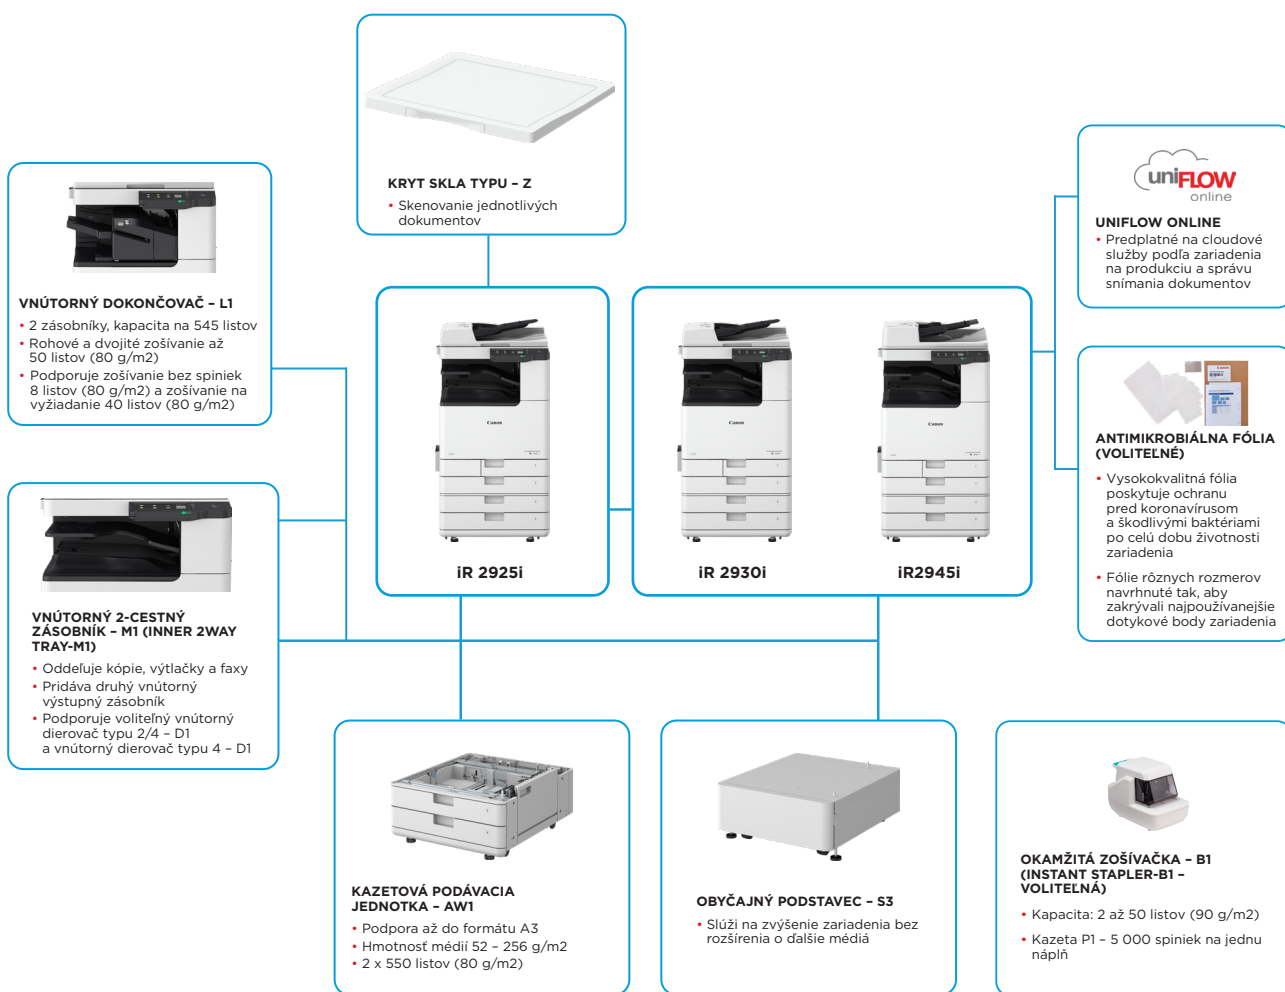 KRYT SKLA TYPU – Z
• Skenovanie jednotlivých
dokumentov
VNÚTORNÝ DOKONČOVAČ – L1
• 2 zásobníky, kapacita na 545 listov
• Rohové a dvojité zošívanie až
50 listov (80 g/m2)
• Podporuje zošívanie bez spiniek
8 listov (80 g/m2) a zošívanie na
vyžiadanie 40 listov (80 g/m2)
VNÚTORNÝ 2-CESTNÝ
ZÁSOBNÍK – M1 (INNER 2WAY
TRAY-M1)
• Oddeľuje kópie, výtlačky a faxy
• Pridáva druhý vnútorný
výstupný zásobník
• Podporuje voliteľný vnútorný
dierovač typu 2/4 – D1
a vnútorný dierovač typu 4 – D1
Canon
iR 2925i
Canon
iR 2930i
Canon
iR2945i
uniFLOW
online
UNIFLOW ONLINE
• Predplatné na cloudové
služby podľa zariadenia
na produkciu a správu
snímania dokumentov
Canon
ANTIMIKROBIÁLNA FÓLIA
(VOLITEĽNÉ)
• Vysokokvalitná fólia
poskytuje ochranu
pred koronavírusom
a škodlivými baktériami
po celú dobu životnosti
zariadenia
• Fólie rôznych rozmerov
navrhnuté tak, aby
zakrývali najpoužívanejšie
dotykové body zariadenia
KAZETOVÁ PODÁVACIA
JEDNOTKA – AW1
• Podpora až do formátu A3
• Hmotnosť médií 52 – 256 g/m2
• 2 x 550 listov (80 g/m2)
OBYČAJNÝ PODSTAVEC – S3
• Slúži na zvýšenie zariadenia bez
rozšírenia o ďalšie médiá
OKAMŽITÁ ZOŠÍVAČKA – B1
(INSTANT STAPLER-B1 –
VOLITEĽNÁ)
• Kapacita: 2 až 50 listov (90 g/m2)
• Kazeta P1 – 5 000 spiniek na jednu
náplň